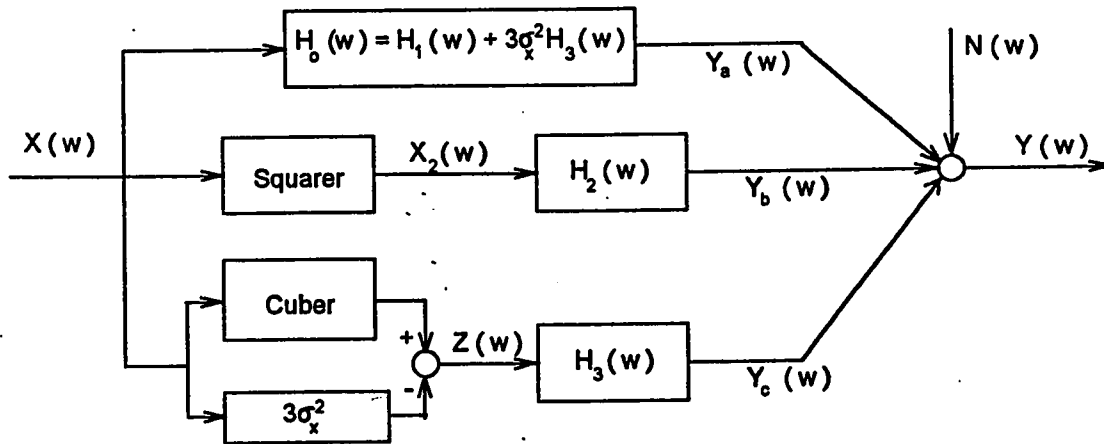 H_o(w) = H_1(w) + 3σ_x^2 H_3(w)
Y_a(w)
N(w)
X(w)
Squarer
X_2(w)
H_2(w)
Y_b(w)
Y(w)
Cuber
+
Z(w)
H_3(w)
Y_c(w)
-
3σ_x^2